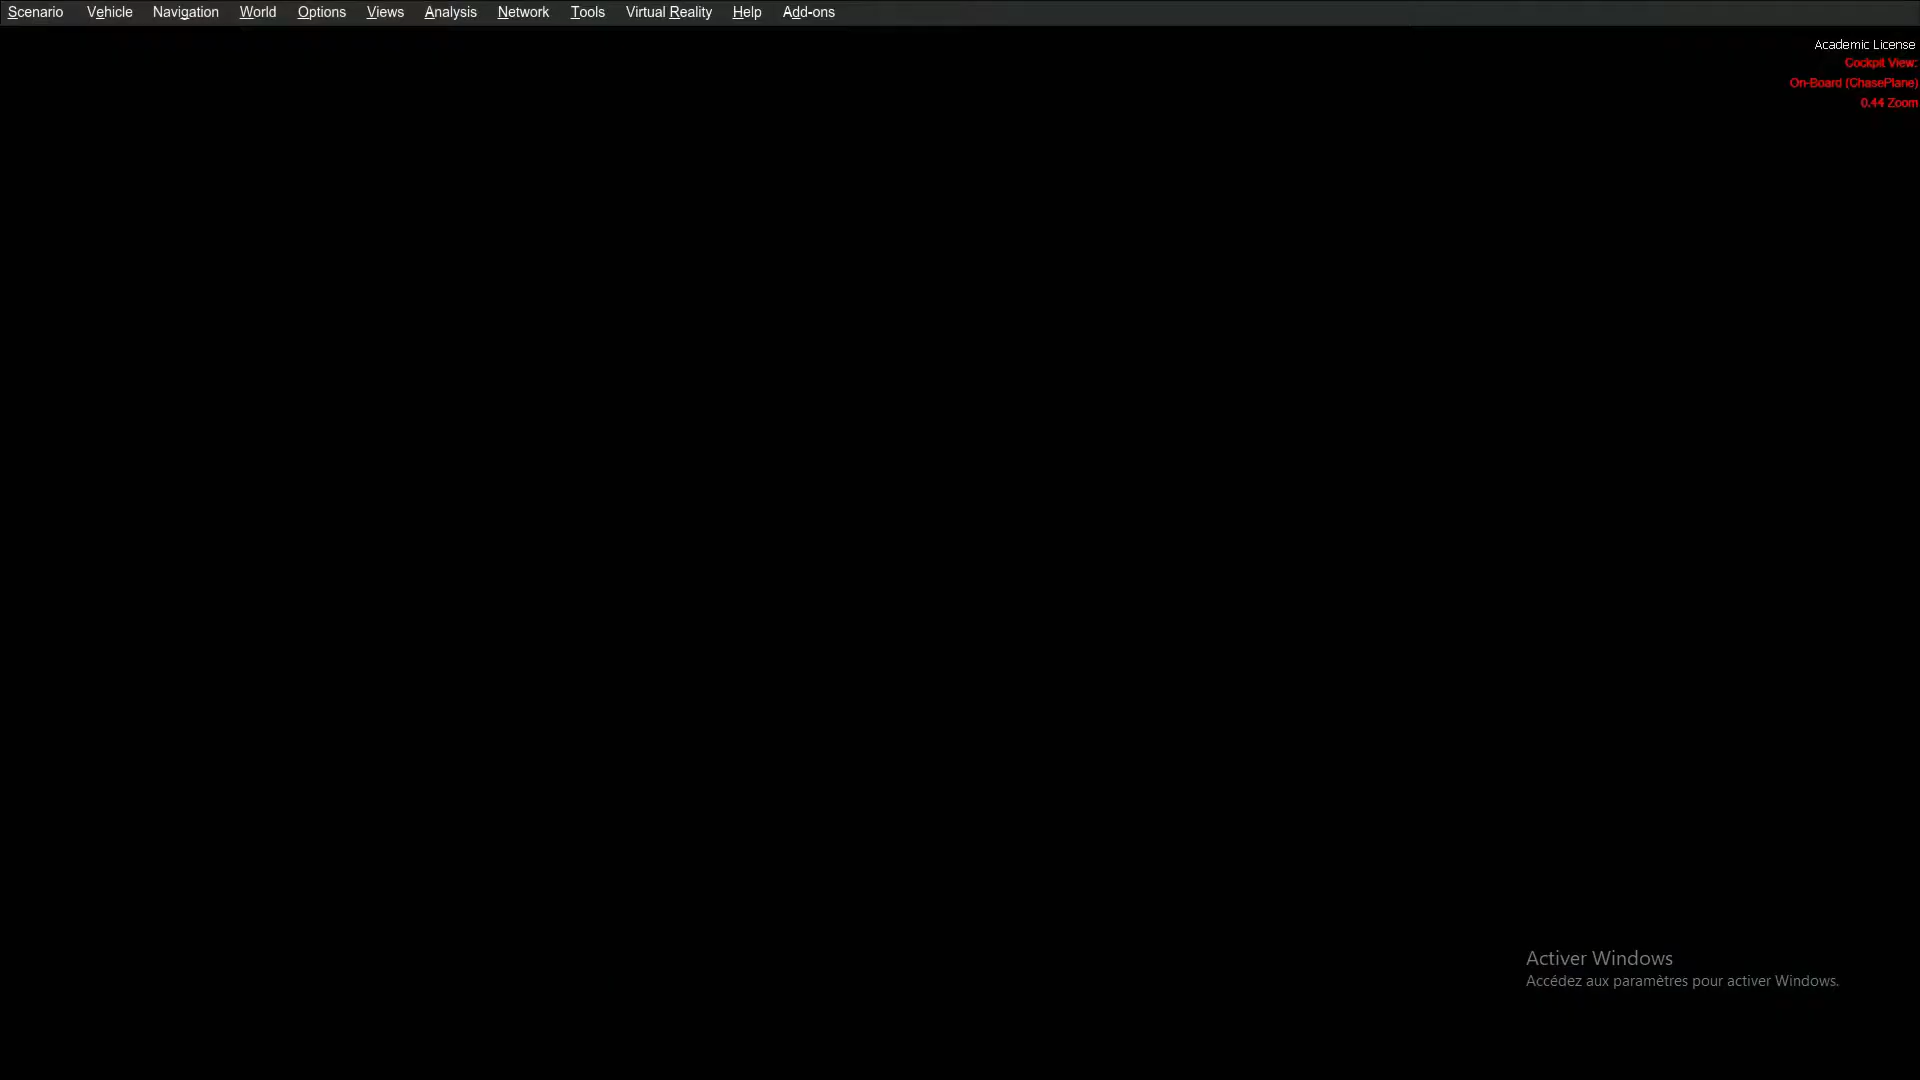 Scenario Vehicle Navigation World Options Views Analysis Network Tools Virtual Reality Help Add-ons
Academic License
Cockpit View:
On-Board (ChasePlane)
0.44 Zoom
Activer Windows
Accédez aux paramètres pour activer Windows.